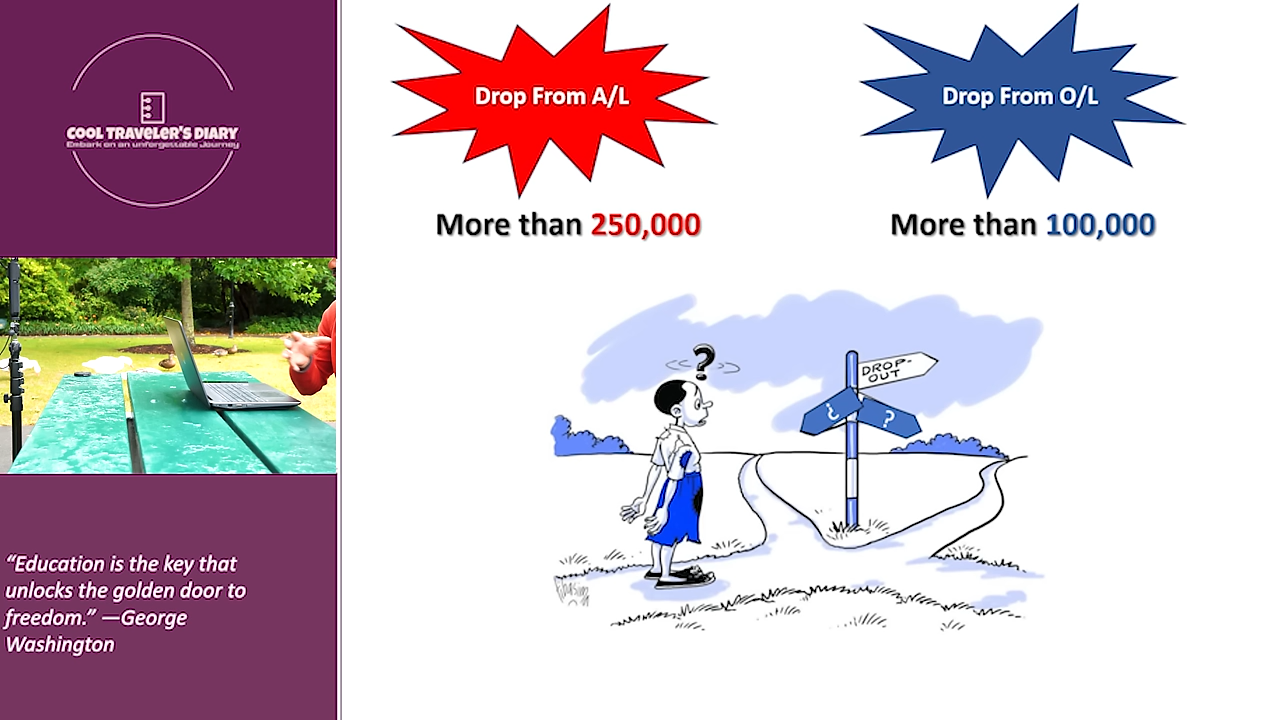 COOL TRAVELER'S DIARY
Embark on an unforgettable Journey
“Education is the key that
unlocks the golden door to
freedom.” —George
Washington
Drop From A/L
Drop From O/L
More than 250,000
More than 100,000
?
DROP-
OUT
¿
?